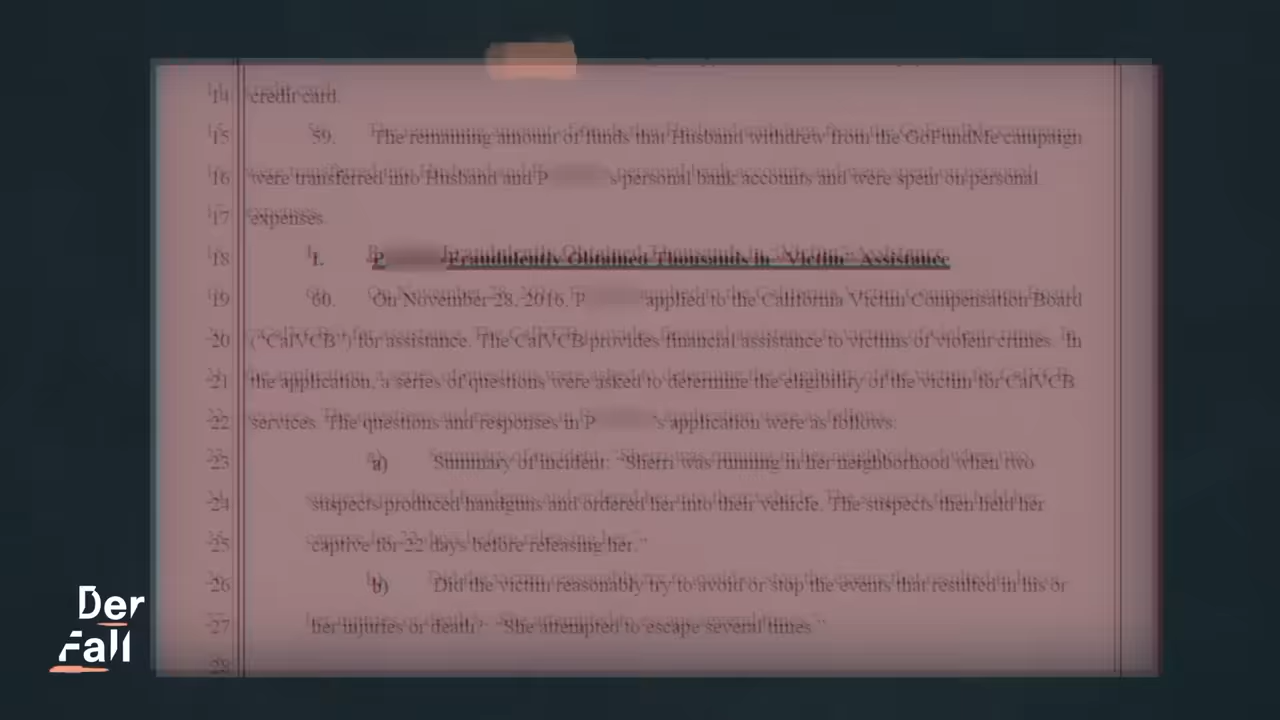 14 credit card.
15 59. The remaining amount of funds that Husband withdrew from the GoFundMe campaign
16 were transferred into Husband and P 's personal bank accounts and were spent on personal
17 expenses.
18 1. P Fraudulently Obtained Thousands in "Victim" Assistance
19 60. On November 28, 2016, P applied to the California Victim Compensation Board
20 ("CalVCB") for assistance. The CalVCB provides financial assistance to victims of violent crimes. In
21 the application, a series of questions were asked to determine the eligibility of the victim for CalVCB
22 services. The questions and responses in P 's application were as follows:
23 a) Summary of incident: "Sherri was running in her neighborhood when two
24 suspects produced handguns and ordered her into their vehicle. The suspects then held her
25 captive for 22 days before releasing her."
26 b) Did the victim reasonably try to avoid or stop the events that resulted in his or
27 her injuries or death? "She attempted to escape several times."
28
Der
Fall